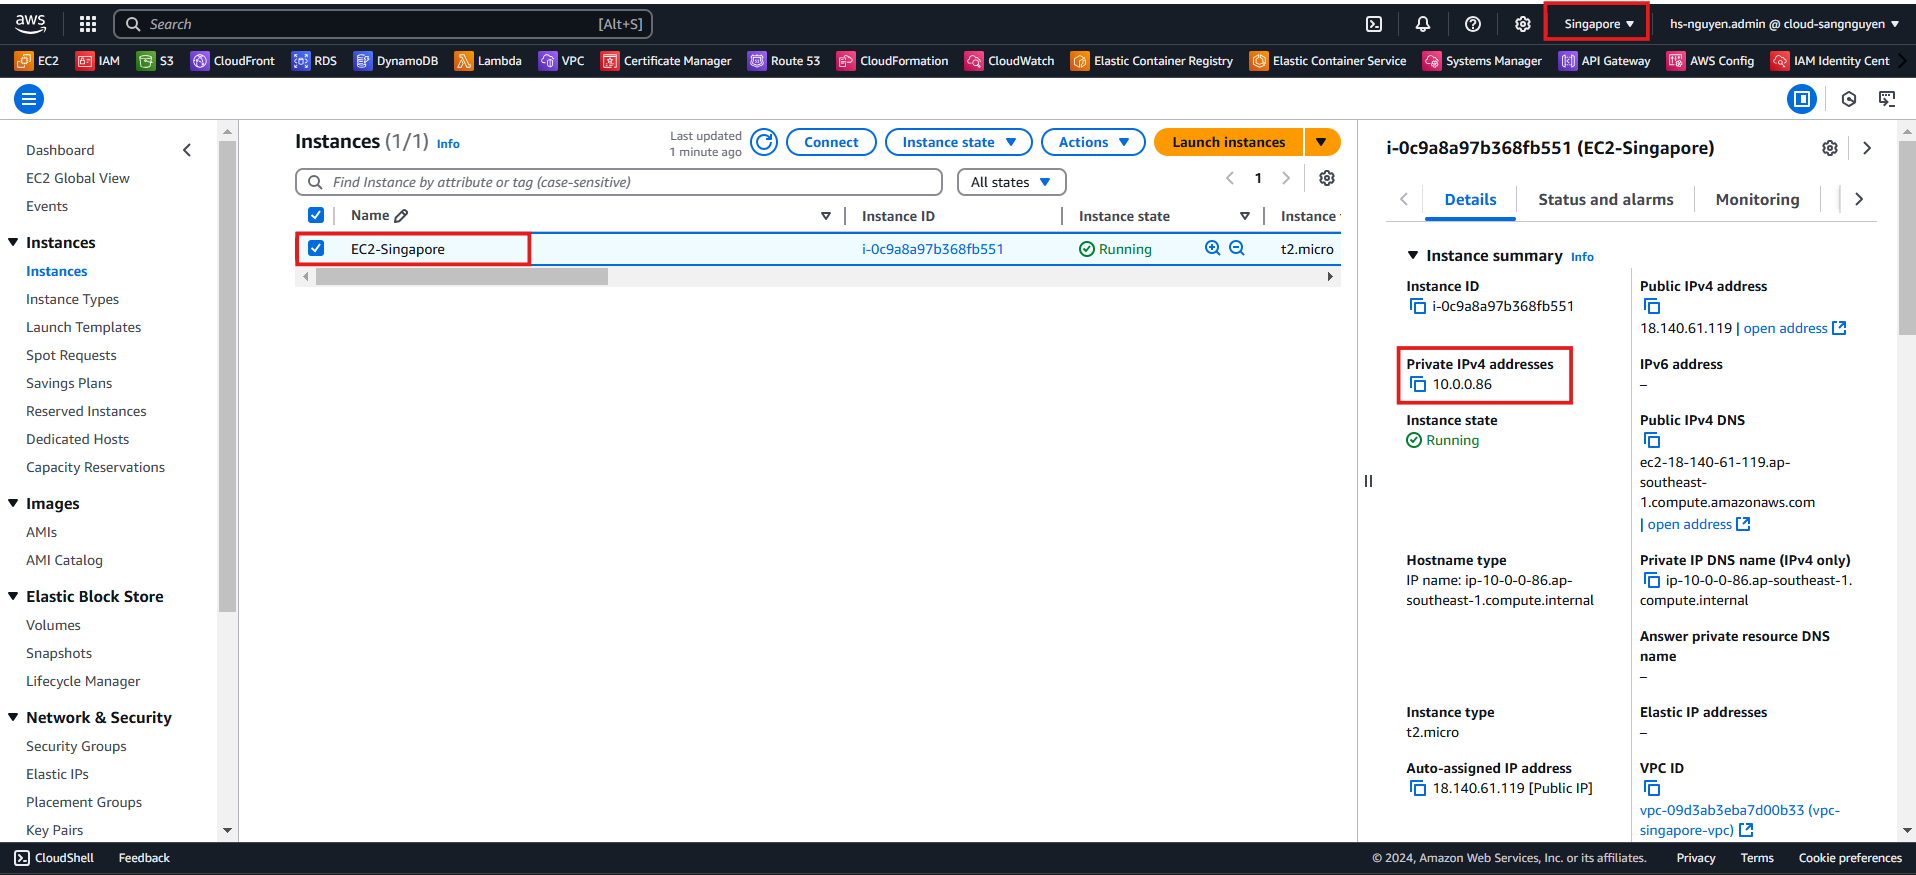 aws
Search [Alt+S]
Singapore
hs-nguyen.admin @ cloud-sangnguyen
EC2 IAM S3 CloudFront RDS DynamoDB Lambda VPC Certificate Manager Route 53 CloudFormation CloudWatch Elastic Container Registry Elastic Container Service Systems Manager API Gateway AWS Config IAM Identity Cent
Dashboard
EC2 Global View
Events
Instances
Instances
Instance Types
Launch Templates
Spot Requests
Savings Plans
Reserved Instances
Dedicated Hosts
Capacity Reservations
Images
AMIs
AMI Catalog
Elastic Block Store
Volumes
Snapshots
Lifecycle Manager
Network & Security
Security Groups
Elastic IPs
Placement Groups
Key Pairs
Instances (1/1) Info
Last updated
1 minute ago
Connect
Instance state
Actions
Launch instances
Find Instance by attribute or tag (case-sensitive)
All states
1
Name Instance ID Instance state Instance
EC2-Singapore i-0c9a8a97b368fb551 Running t2.micro
i-0c9a8a97b368fb551 (EC2-Singapore)
Details Status and alarms Monitoring
Instance summary Info
Instance ID
i-0c9a8a97b368fb551
Public IPv4 address
18.140.61.119 | open address
Private IPv4 addresses
10.0.0.86
IPv6 address
–
Instance state
Running
Public IPv4 DNS
ec2-18-140-61-119.ap-
southeast-
1.compute.amazonaws.com
| open address
Hostname type
IP name: ip-10-0-0-86.ap-
southeast-1.compute.internal
Private IP DNS name (IPv4 only)
ip-10-0-0-86.ap-southeast-1.
compute.internal
Answer private resource DNS
name
–
Instance type
t2.micro
Elastic IP addresses
–
Auto-assigned IP address
18.140.61.119 [Public IP]
VPC ID
vpc-09d3ab3eba7d00b33 (vpc-
singapore-vpc)
CloudShell Feedback
© 2024, Amazon Web Services, Inc. or its affiliates. Privacy Terms Cookie preferences